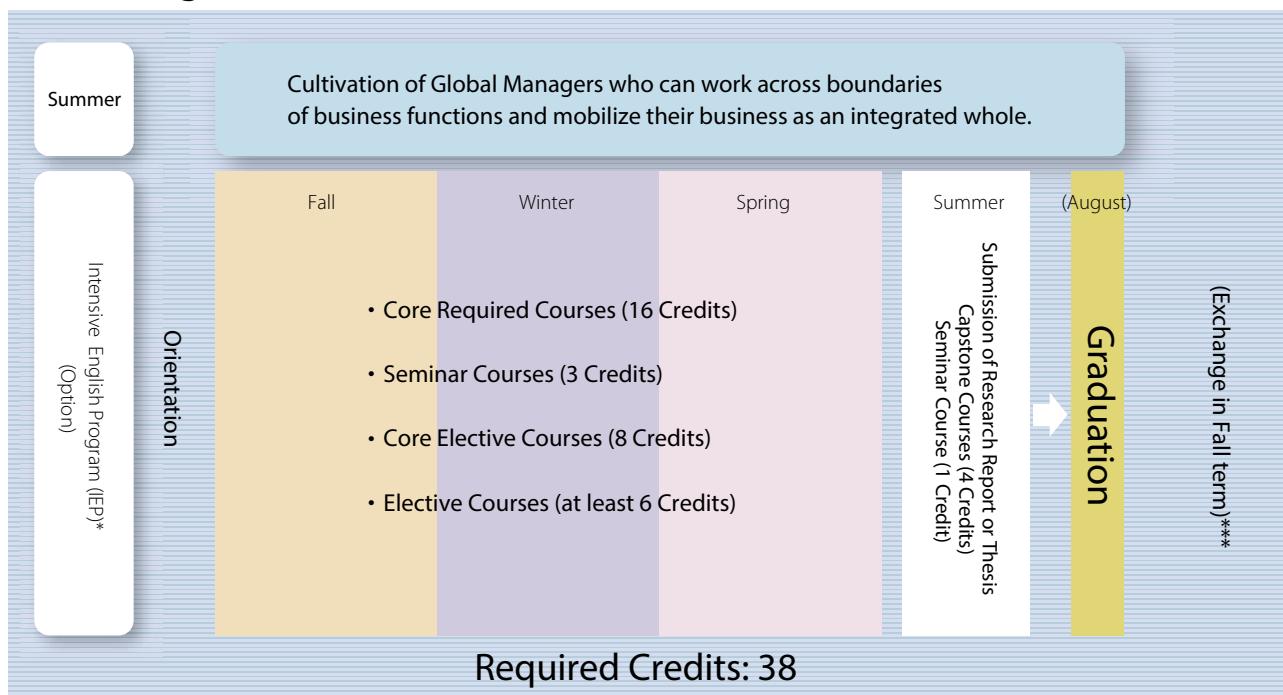 Summer
Cultivation of Global Managers who can work across boundaries
of business functions and mobilize their business as an integrated whole.
Intensive English Program (IEP)*
(Option)
Orientation
Fall
Winter
Spring
・Core Required Courses (16 Credits)
・Seminar Courses (3 Credits)
・Core Elective Courses (8 Credits)
・Elective Courses (at least 6 Credits)
Summer
Submission of Research Report or Thesis
Capstone Courses (4 Credits)
Seminar Course (1 Credit)
(August)
Graduation
(Exchange in Fall term)***
Required Credits: 38